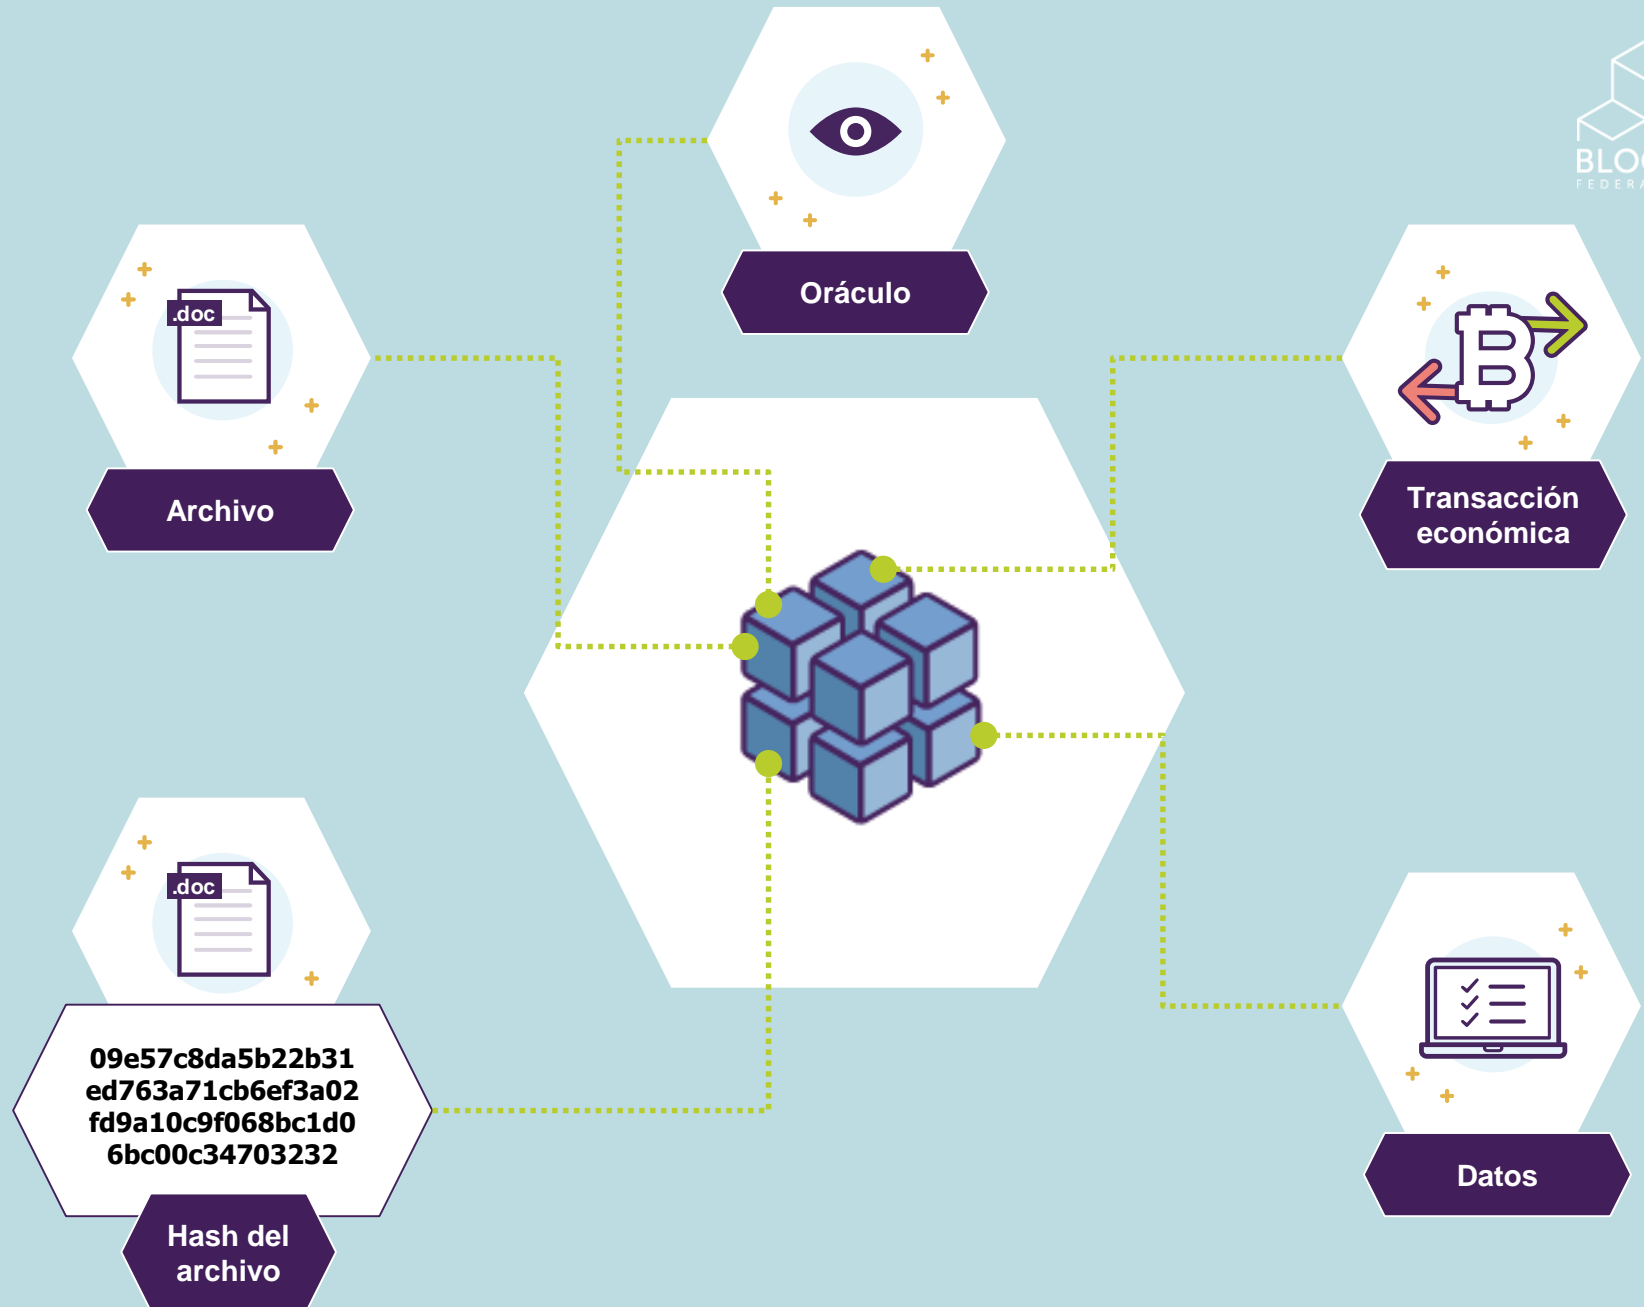 Oráculo
.doc
Archivo
Transacción
económica
.doc
09e57c8da5b22b31
ed763a71cb6ef3a02
fd9a10c9f068bc1d0
6bc00c34703232
Hash del
archivo
Datos